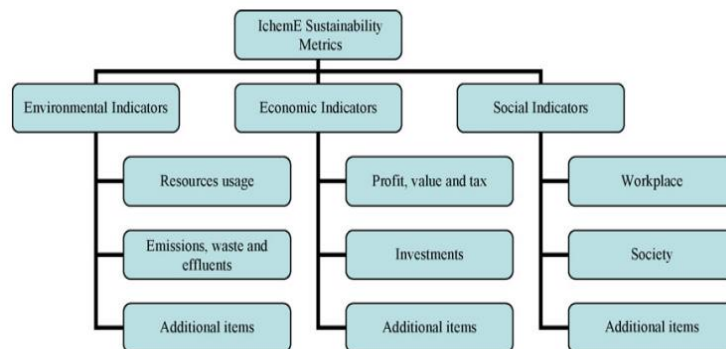 IchemE Sustainability
Metrics
Environmental Indicators
Economic Indicators
Social Indicators
Resources usage
Profit, value and tax
Workplace
Emissions, waste and
effluents
Investments
Society
Additional items
Additional items
Additional items